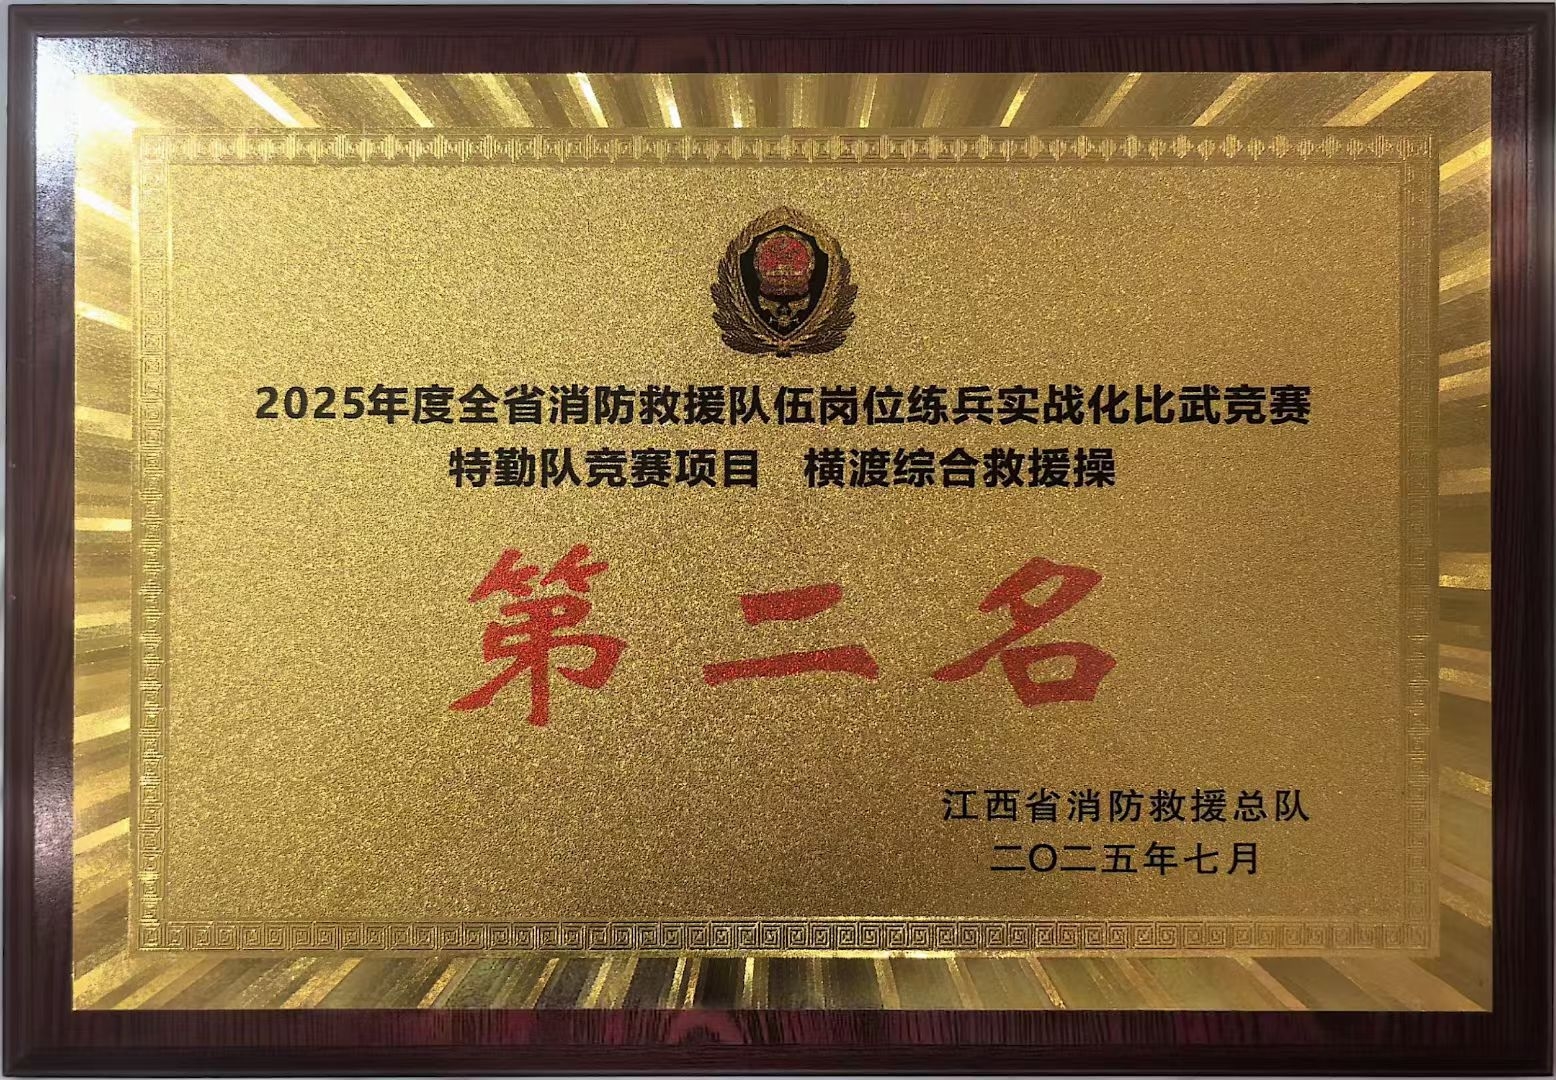 2025年度全省消防救援队伍岗位练兵实战化比武竞赛
特勤队竞赛项目　横渡综合救援操
第二名
江西省消防救援总队
二〇二五年七月